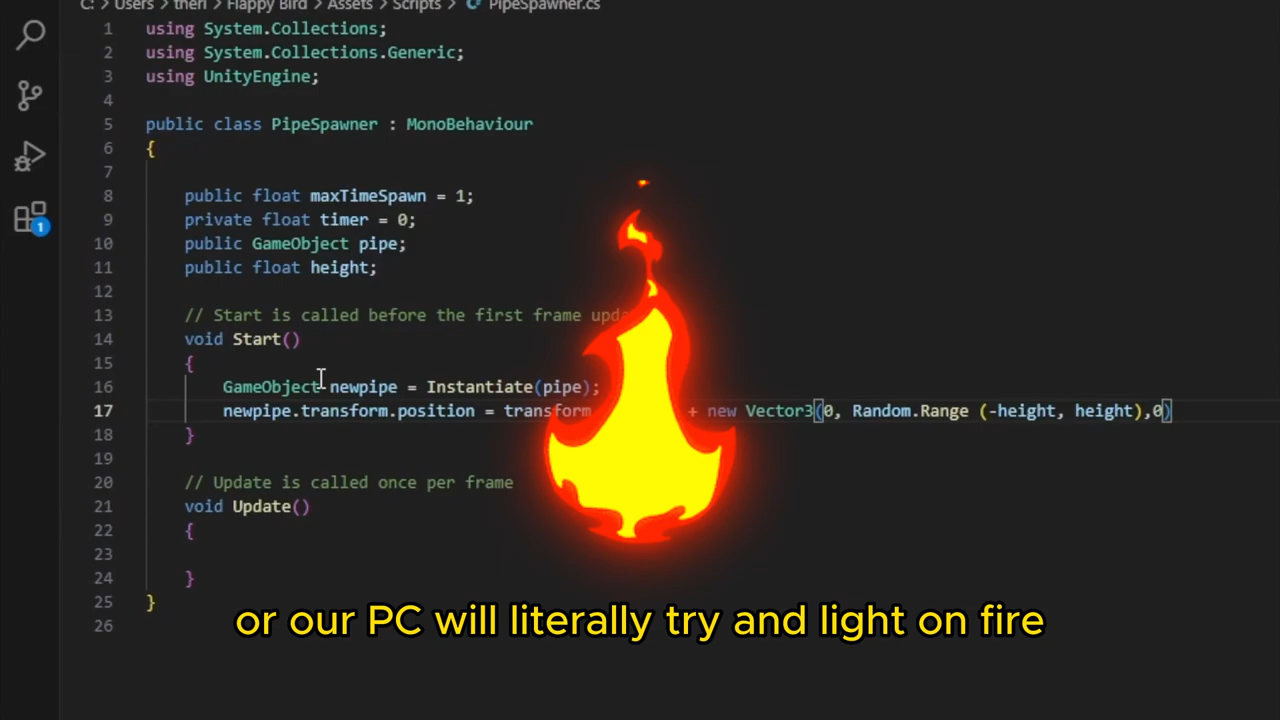 C: > Users > theri > Flappy Bird > Assets > Scripts > PipeSpawner.cs
1 using System.Collections;
2 using System.Collections.Generic;
3 using UnityEngine;
4
5 public class PipeSpawner : MonoBehaviour
6 {
7
8 public float maxTimeSpawn = 1;
9 private float timer = 0;
10 public GameObject pipe;
11 public float height;
12
13 // Start is called before the first frame upda
14 void Start()
15 {
16 GameObject newpipe = Instantiate(pipe);
17 newpipe.transform.position = transform + new Vector3(0, Random.Range (-height, height),0)
18 }
19
20 // Update is called once per frame
21 void Update()
22 {
23
24 }
25 }
26
1
or our PC will literally try and light on fire